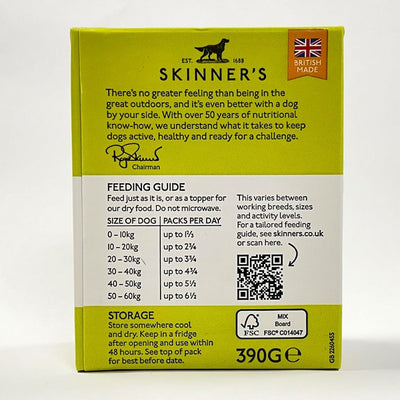 EST. 1688
SKINNER'S
BRITISH
MADE
There's no greater feeling than being in the
great outdoors, and it's even better with a dog
by your side. With over 50 years of nutritional
know-how, we understand what it takes to keep
dogs active, healthy and ready for a challenge.
Chairman
FEEDING GUIDE
Feed just as it is, or as a topper for
our dry food. Do not microwave.
SIZE OF DOG PACKS PER DAY
0 – 10kg up to 1⅓
10 – 20kg up to 2¼
20 – 30kg up to 3¾
30 – 40kg up to 4¾
40 – 50kg up to 5½
50 – 60kg up to 6½
This varies between
working breeds, sizes
and activity levels.
For a tailored feeding
guide, see skinners.co.uk
or scan here.
STORAGE
Store somewhere cool
and dry. Keep in a fridge
after opening and use within
48 hours. See top of pack
for best before date.
FSC
MIX
Board
FSC® C014047
390G℮
GB 2260455